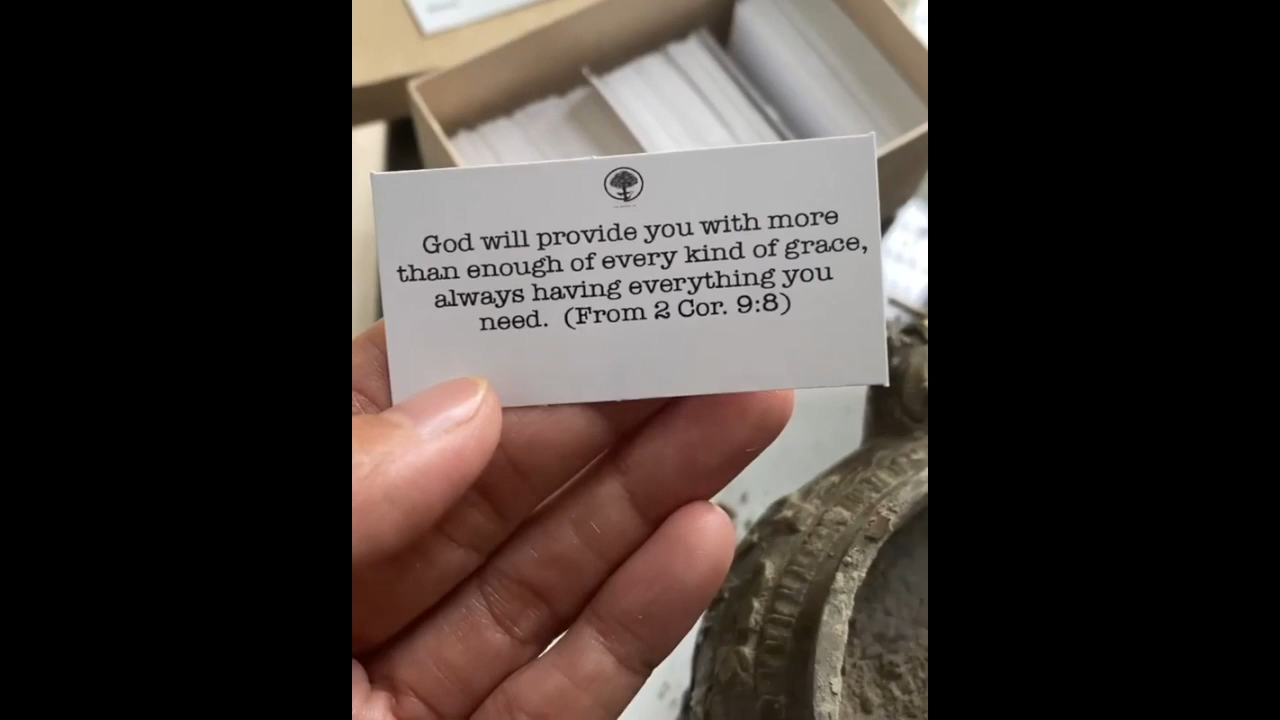 God will provide you with more
than enough of every kind of grace,
always having everything you
need. (From 2 Cor. 9:8)